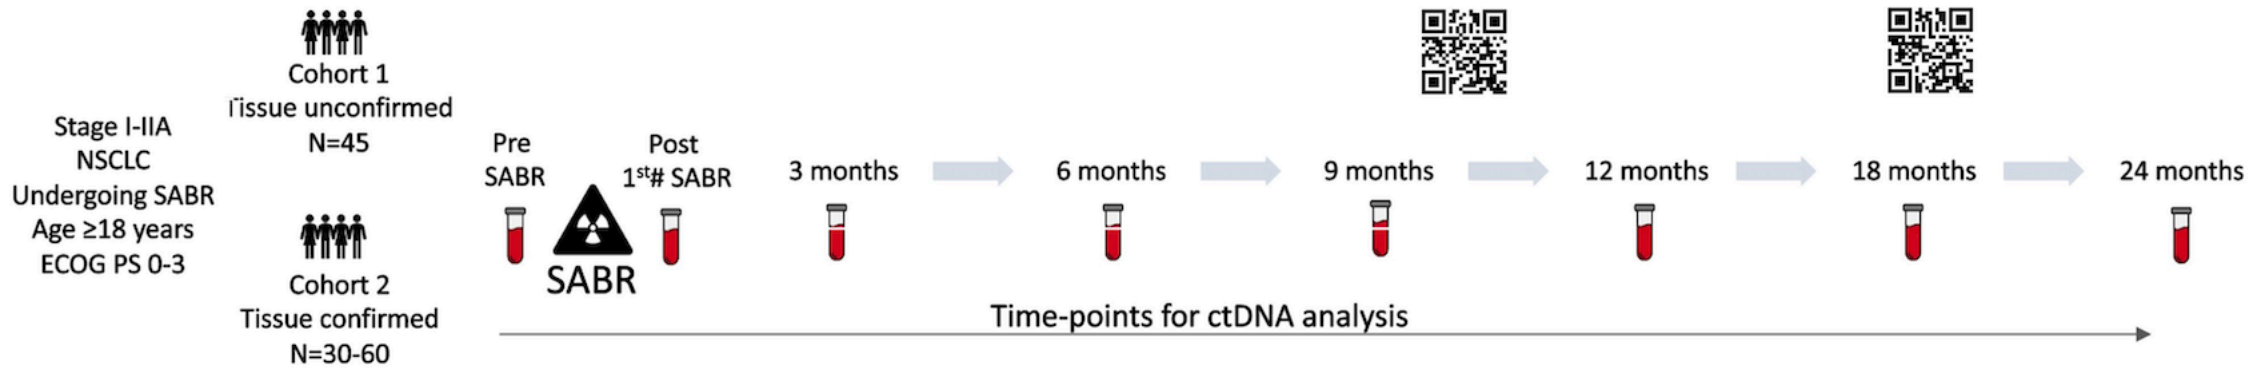 Stage I-IIA
NSCLC
Undergoing SABR
Age ≥18 years
ECOG PS 0-3
Cohort 1
Tissue unconfirmed
N=45
Cohort 2
Tissue confirmed
N=30-60
Pre
SABR
SABR
Post
1st# SABR
3 months
6 months
9 months
12 months
18 months
24 months
Time-points for ctDNA analysis